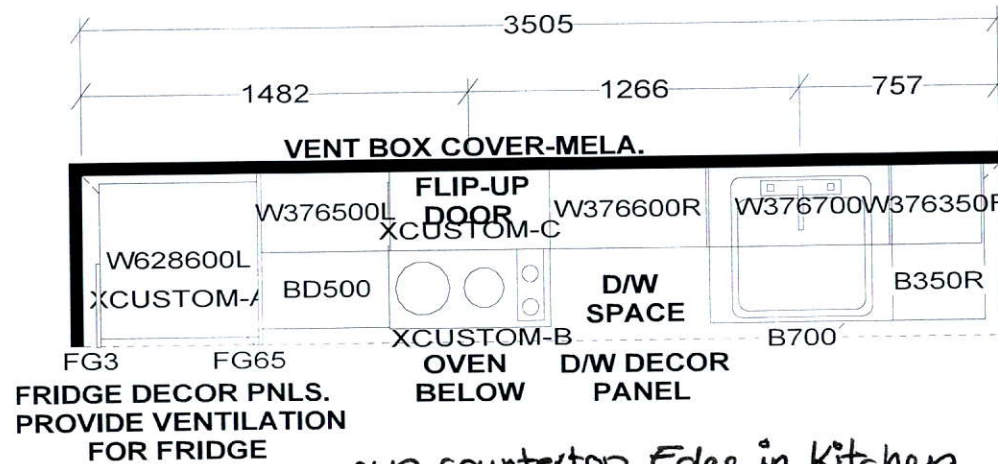 3505
1482 1266 757
VENT BOX COVER-MELA.
FLIP-UP
DOOR
W376500L
W376600R
W376700
W376350R
XCUSTOM-C
W628600L
XCUSTOM-A
BD500
D/W
SPACE
B350R
XCUSTOM-B
B700
FG3
FG65
OVEN
BELOW
D/W DECOR
PANEL
FRIDGE DECOR PNLS.
PROVIDE VENTILATION
FOR FRIDGE
countertop Edge in Kitchen